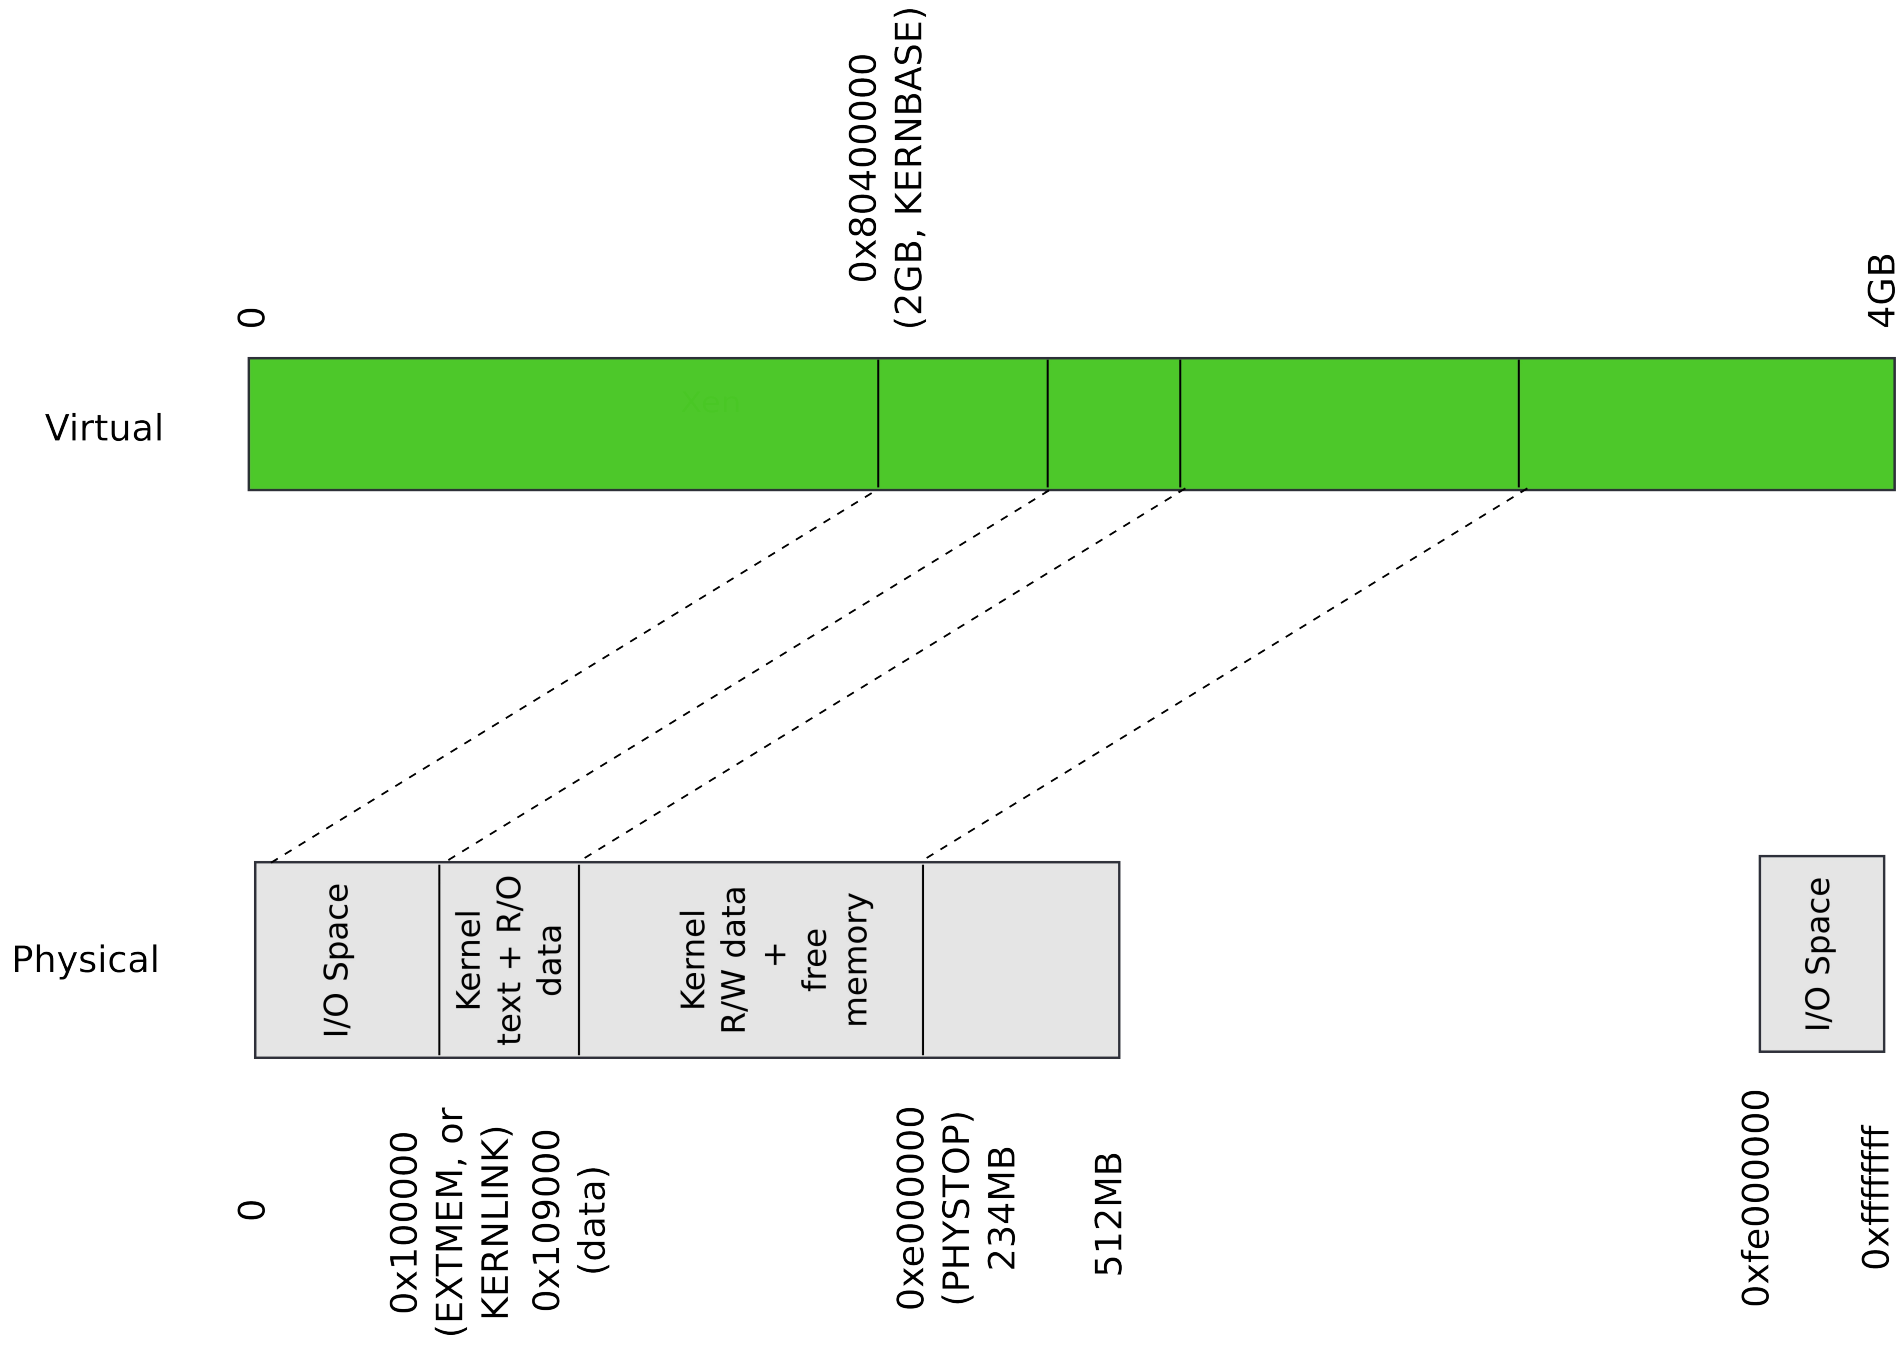 0
0x80400000
(2GB, KERNBASE)
4GB
Virtual
Physical
I/O Space
Kernel
text + R/O
data
Kernel
R/W data
+
free
memory
I/O Space
0
0x100000
(EXTMEM, or
KERNLINK)
0x109000
(data)
0xe000000
(PHYSTOP)
234MB
512MB
0xfe000000
0xffffffff